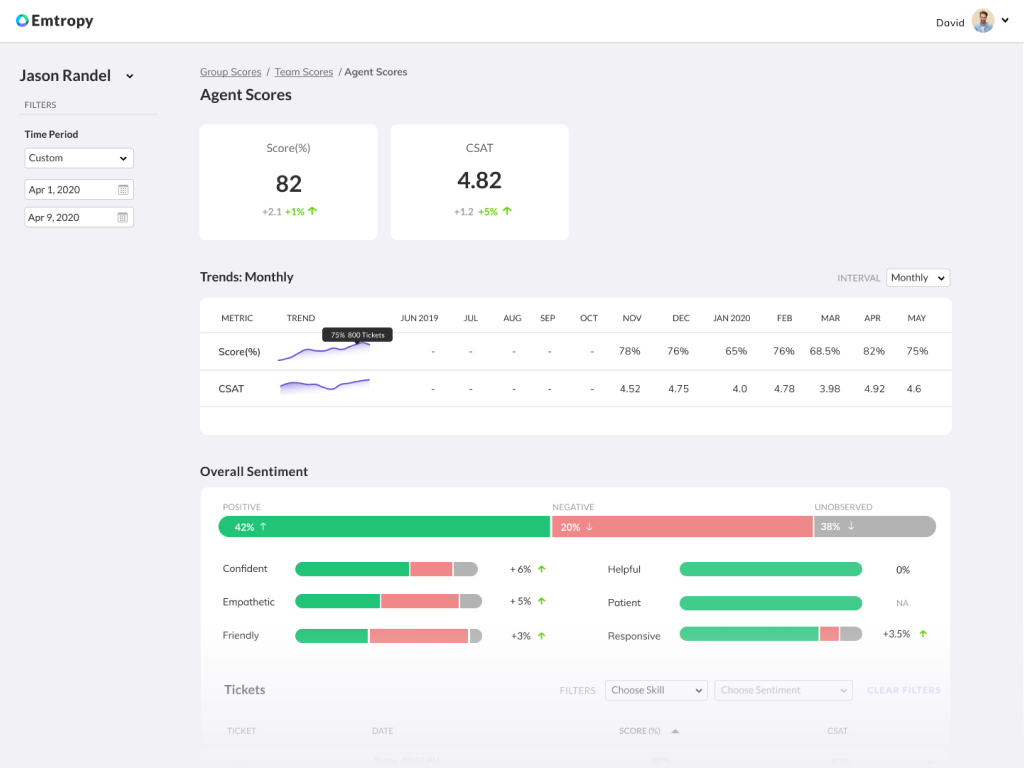 Emtropy
David
Jason Randel
FILTERS
Time Period
Custom
Apr 1, 2020
Apr 9, 2020
Group Scores / Team Scores / Agent Scores
Agent Scores
Score(%)
82
+2.1 +1%
CSAT
4.82
+1.2 +5%
Trends: Monthly
INTERVAL Monthly
METRIC TREND JUN 2019 JUL AUG SEP OCT NOV DEC JAN 2020 FEB MAR APR MAY
75% 800 Tickets
Score(%) - - - - - 78% 76% 65% 76% 68.5% 82% 75%
CSAT - - - - - 4.52 4.75 4.0 4.78 3.98 4.92 4.6
Overall Sentiment
POSITIVE NEGATIVE UNOBSERVED
42% ↑ 20% ↓ 38% ↓
Confident +6% Helpful 0%
Empathetic +5% Patient NA
Friendly +3% Responsive +3.5%
Tickets FILTERS Choose Skill Choose Sentiment CLEAR FILTERS
TICKET DATE SCORE (%) CSAT